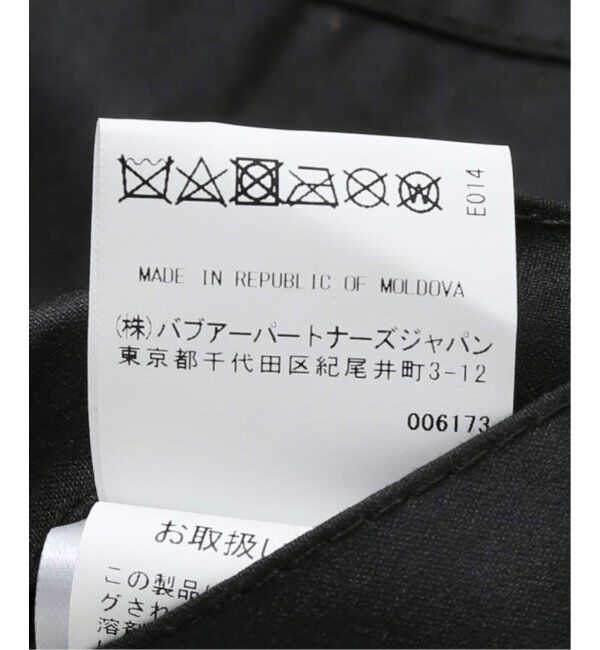 E014
MADE IN REPUBLIC OF MOLDOVA
(株)バブアーパートナーズジャパン
東京都千代田区紀尾井町3-12
006173
お取扱い
この製品
グさ
溶剤